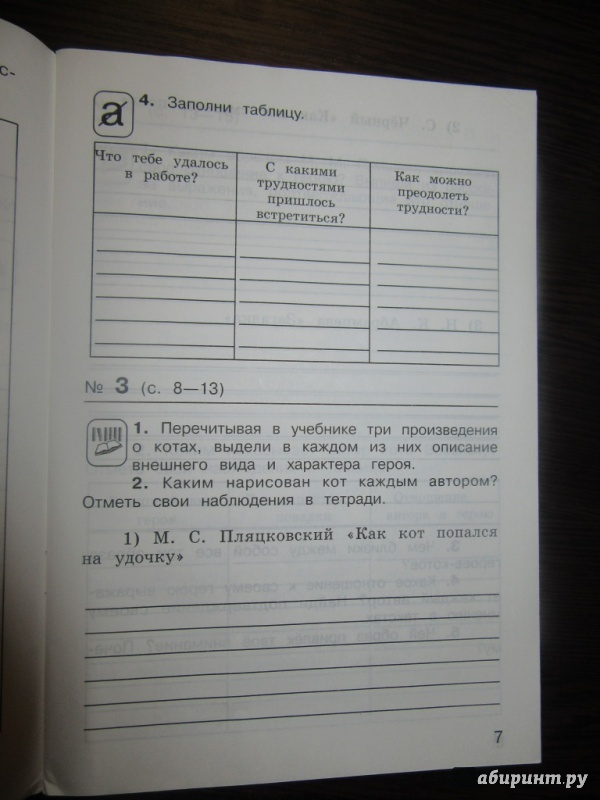 с-
а
4. Заполни таблицу.
Что тебе удалось
в работе?
С какими
трудностями
пришлось
встретиться?
Как можно
преодолеть
трудности?
№ 3 (с. 8—13)
1. Перечитывая в учебнике три произведения
о котах, выдели в каждом из них описание
внешнего вида и характера героя.
2. Каким нарисован кот каждым автором?
Отметь свои наблюдения в тетради.
1) М. С. Пляцковский «Как кот попался
на удочку»
7
абиринт.ру